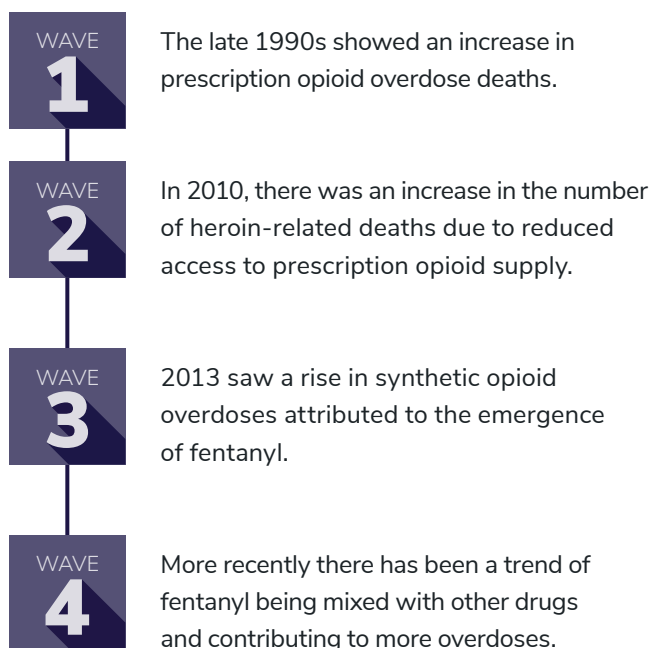 WAVE
1
The late 1990s showed an increase in
prescription opioid overdose deaths.
WAVE
2
In 2010, there was an increase in the number
of heroin-related deaths due to reduced
access to prescription opioid supply.
WAVE
3
2013 saw a rise in synthetic opioid
overdoses attributed to the emergence
of fentanyl.
WAVE
4
More recently there has been a trend of
fentanyl being mixed with other drugs
and contributing to more overdoses.